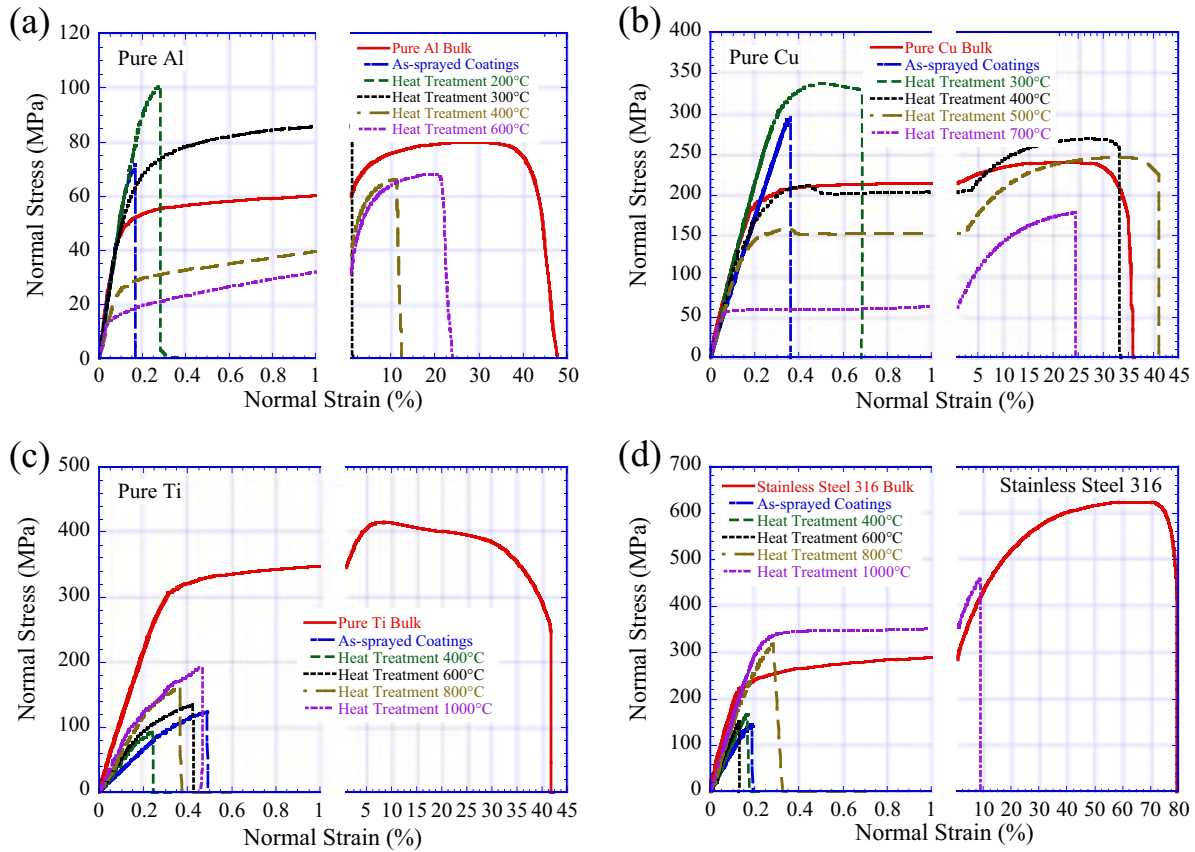 (a)
120
100
80
60
40
20
0
Normal Stress (MPa)
Pure Al
Pure Al Bulk
As-sprayed Coatings
Heat Treatment 200°C
Heat Treatment 300°C
Heat Treatment 400°C
Heat Treatment 600°C
0 0.2 0.4 0.6 0.8 1 10 20 30 40 50
Normal Strain (%)
(b)
400
350
300
250
200
150
100
50
0
Normal Stress (MPa)
Pure Cu
Pure Cu Bulk
As-sprayed Coatings
Heat Treatment 300°C
Heat Treatment 400°C
Heat Treatment 500°C
Heat Treatment 700°C
0 0.2 0.4 0.6 0.8 1 5 10 15 20 25 30 35 40 45
Normal Strain (%)
(c)
500
400
300
200
100
0
Normal Stress (MPa)
Pure Ti
Pure Ti Bulk
As-sprayed Coatings
Heat Treatment 400°C
Heat Treatment 600°C
Heat Treatment 800°C
Heat Treatment 1000°C
0 0.2 0.4 0.6 0.8 1 5 10 15 20 25 30 35 40 45
Normal Strain (%)
(d)
700
600
500
400
300
200
100
0
Normal Stress (MPa)
Stainless Steel 316 Bulk
As-sprayed Coatings
Heat Treatment 400°C
Heat Treatment 600°C
Heat Treatment 800°C
Heat Treatment 1000°C
Stainless Steel 316
0 0.2 0.4 0.6 0.8 1 10 20 30 40 50 60 70 80
Normal Strain (%)